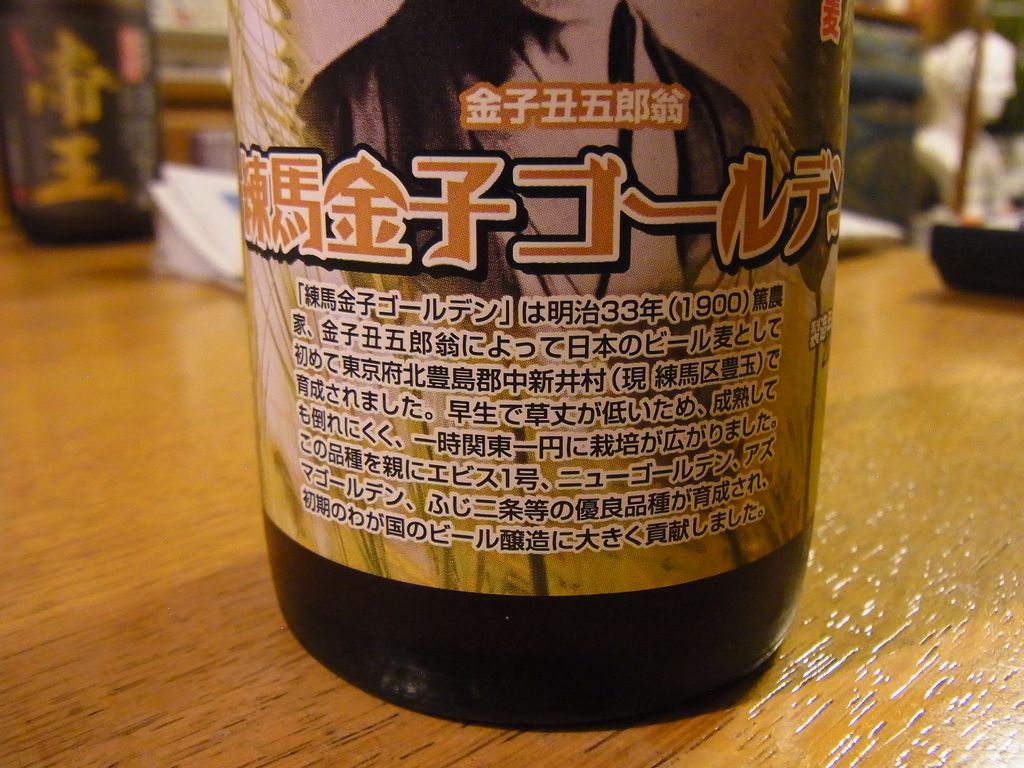 麦
金子丑五郎翁
練馬金子ゴールデン
「練馬金子ゴールデン」は明治33年(1900)篤農
家、金子丑五郎翁によって日本のビール麦として
初めて東京府北豊島郡中新井村(現 練馬区豊玉)で
育成されました。早生で草丈が低いため、成熟して
も倒れにくく、一時関東一円に栽培が広がりました。
この品種を親にエビス1号、ニューゴールデン、アズ
マゴールデン、ふじ二条等の優良品種が育成され、
初期のわが国のビール醸造に大きく貢献しました。
帝王